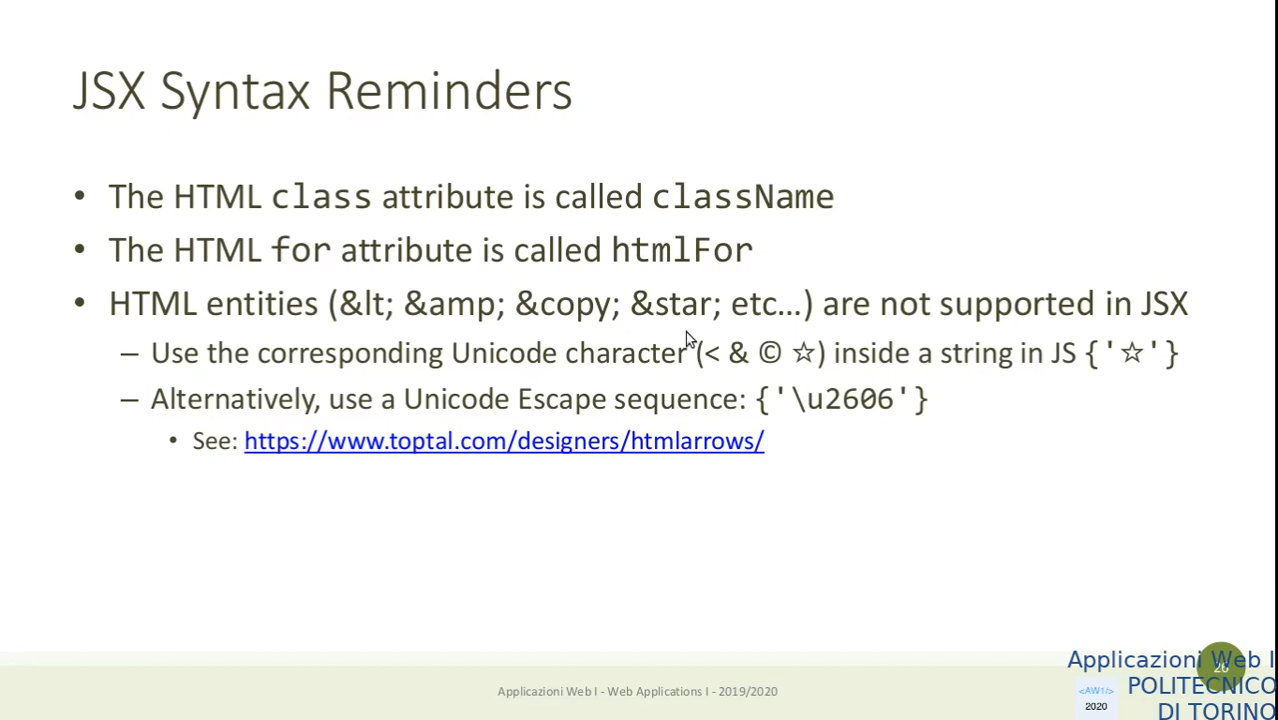 JSX Syntax Reminders
• The HTML class attribute is called className
• The HTML for attribute is called htmlFor
• HTML entities (&lt; &amp; &copy; &star; etc…) are not supported in JSX
– Use the corresponding Unicode character (< & © ☆) inside a string in JS {'☆'}
– Alternatively, use a Unicode Escape sequence: {'\u2606'}
• See: https://www.toptal.com/designers/htmlarrows/
Applicazioni Web I - Web Applications I - 2019/2020
Applicazioni Web I
POLITECNICO
DI TORINO
<AW1/>
2020